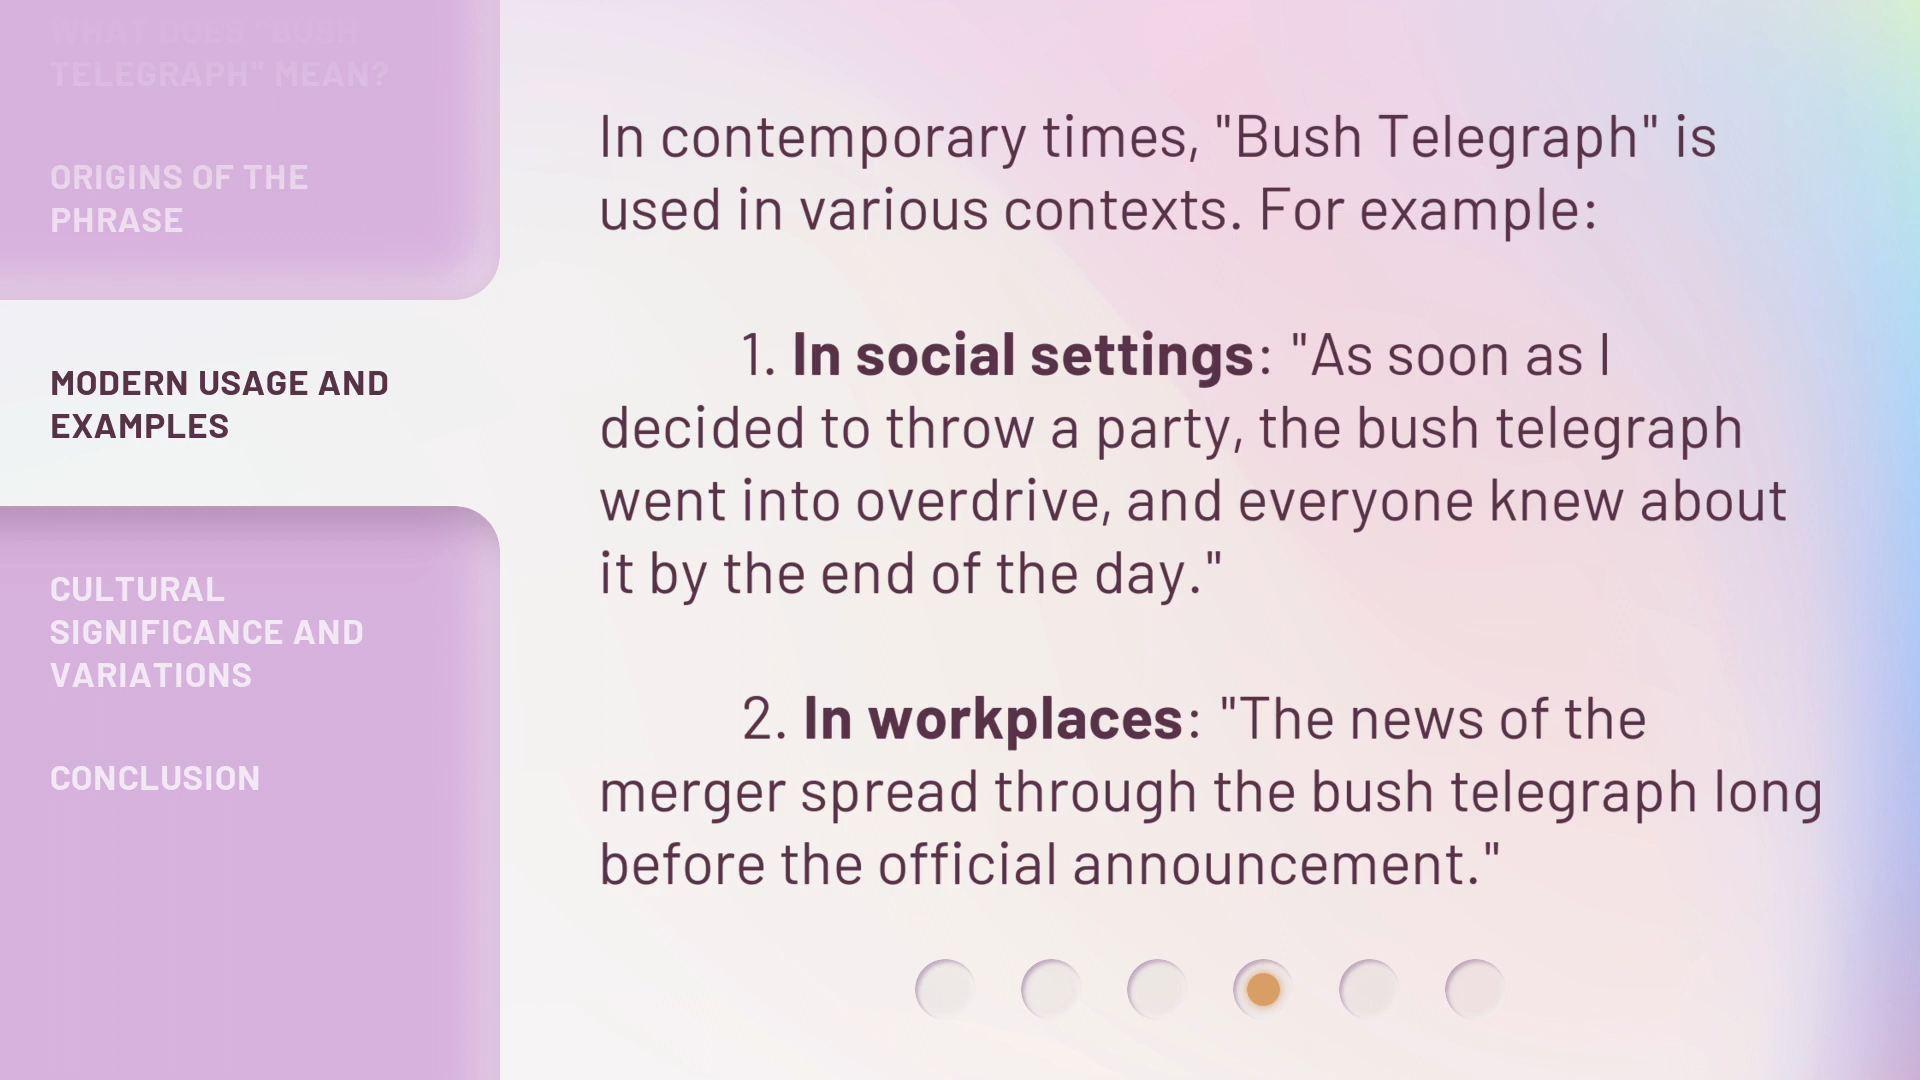 WHAT DOES "BUSH
TELEGRAPH" MEAN?
ORIGINS OF THE
PHRASE
MODERN USAGE AND
EXAMPLES
CULTURAL
SIGNIFICANCE AND
VARIATIONS
CONCLUSION
In contemporary times, "Bush Telegraph" is
used in various contexts. For example:
1. In social settings: "As soon as I
decided to throw a party, the bush telegraph
went into overdrive, and everyone knew about
it by the end of the day."
2. In workplaces: "The news of the
merger spread through the bush telegraph long
before the official announcement."